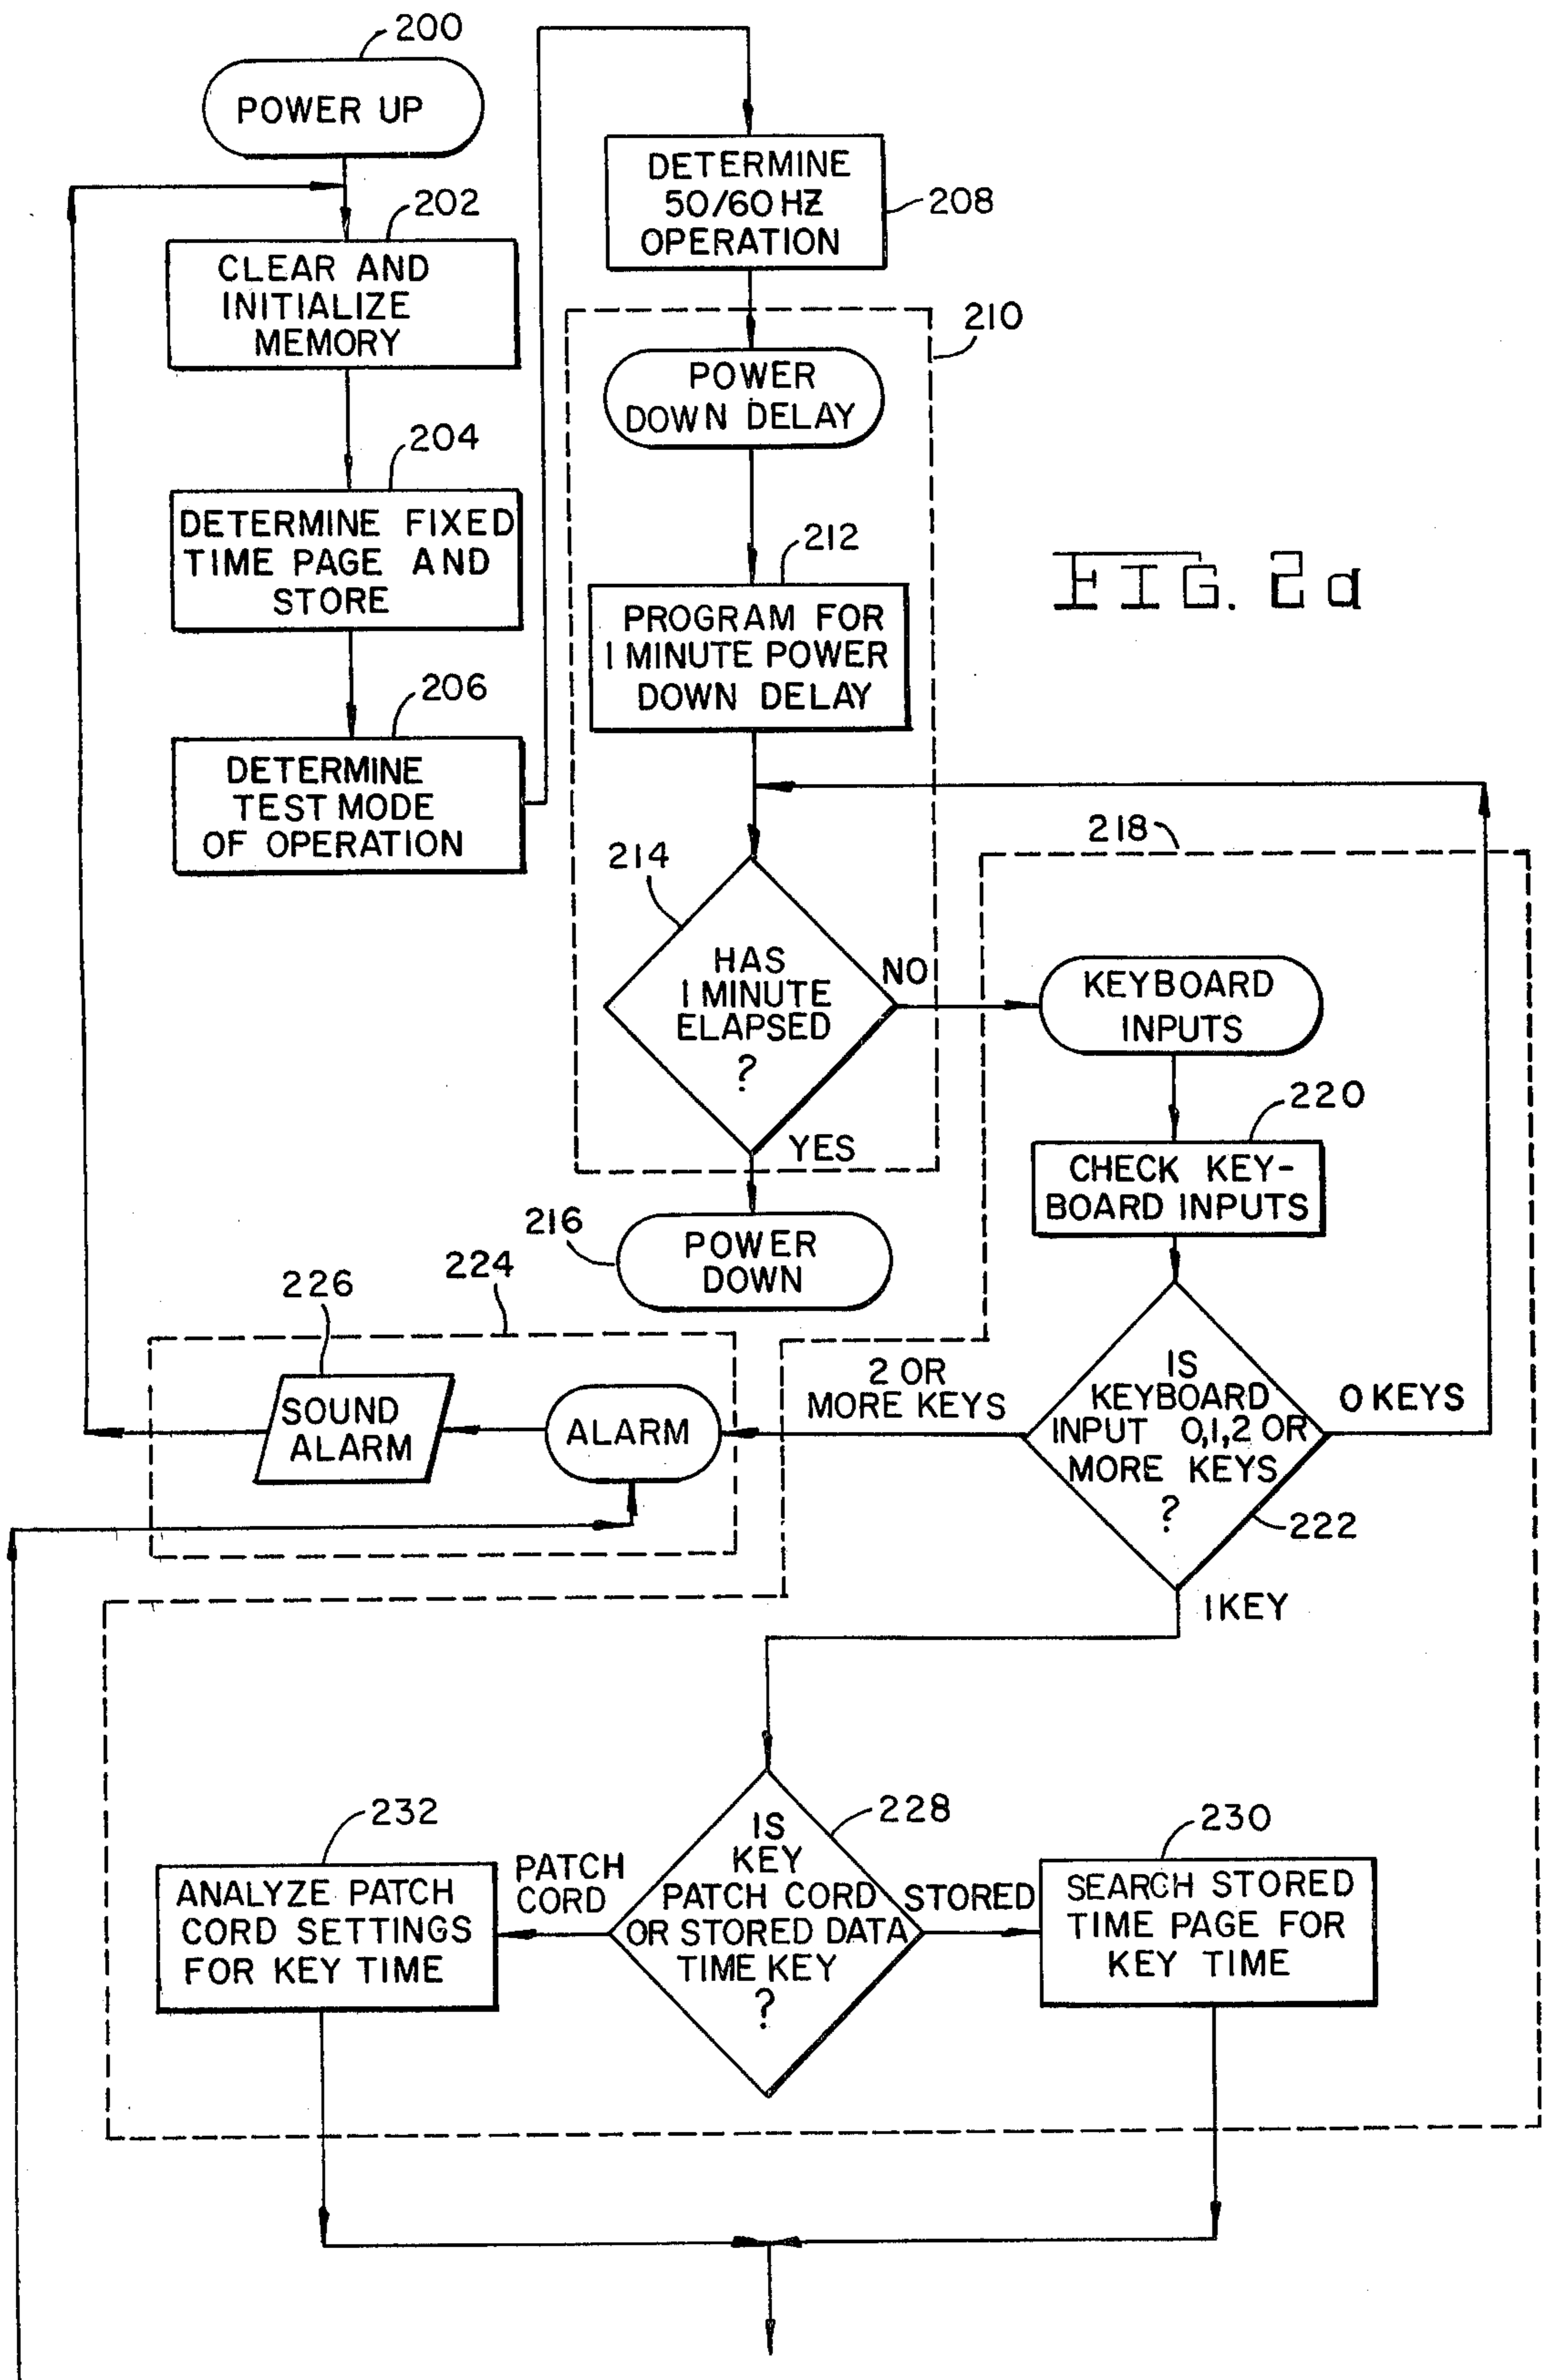 200
POWER UP
202
CLEAR AND
INITIALIZE
MEMORY
204
DETERMINE FIXED
TIME PAGE AND
STORE
206
DETERMINE
TEST MODE
OF OPERATION
DETERMINE
50/60 HZ
OPERATION
208
210
POWER
DOWN DELAY
212
PROGRAM FOR
1 MINUTE POWER
DOWN DELAY
FIG. 2a
214
HAS
1 MINUTE
ELAPSED
?
NO
YES
216
POWER
DOWN
218
KEYBOARD
INPUTS
220
CHECK KEY-
BOARD INPUTS
IS
KEYBOARD
INPUT 0,1,2 OR
MORE KEYS
?
222
0 KEYS
2 OR
MORE KEYS
1 KEY
224
226
SOUND
ALARM
ALARM
228
IS
KEY
PATCH CORD
OR STORED DATA
TIME KEY
?
PATCH
CORD
STORED
232
ANALYZE PATCH
CORD SETTINGS
FOR KEY TIME
230
SEARCH STORED
TIME PAGE FOR
KEY TIME